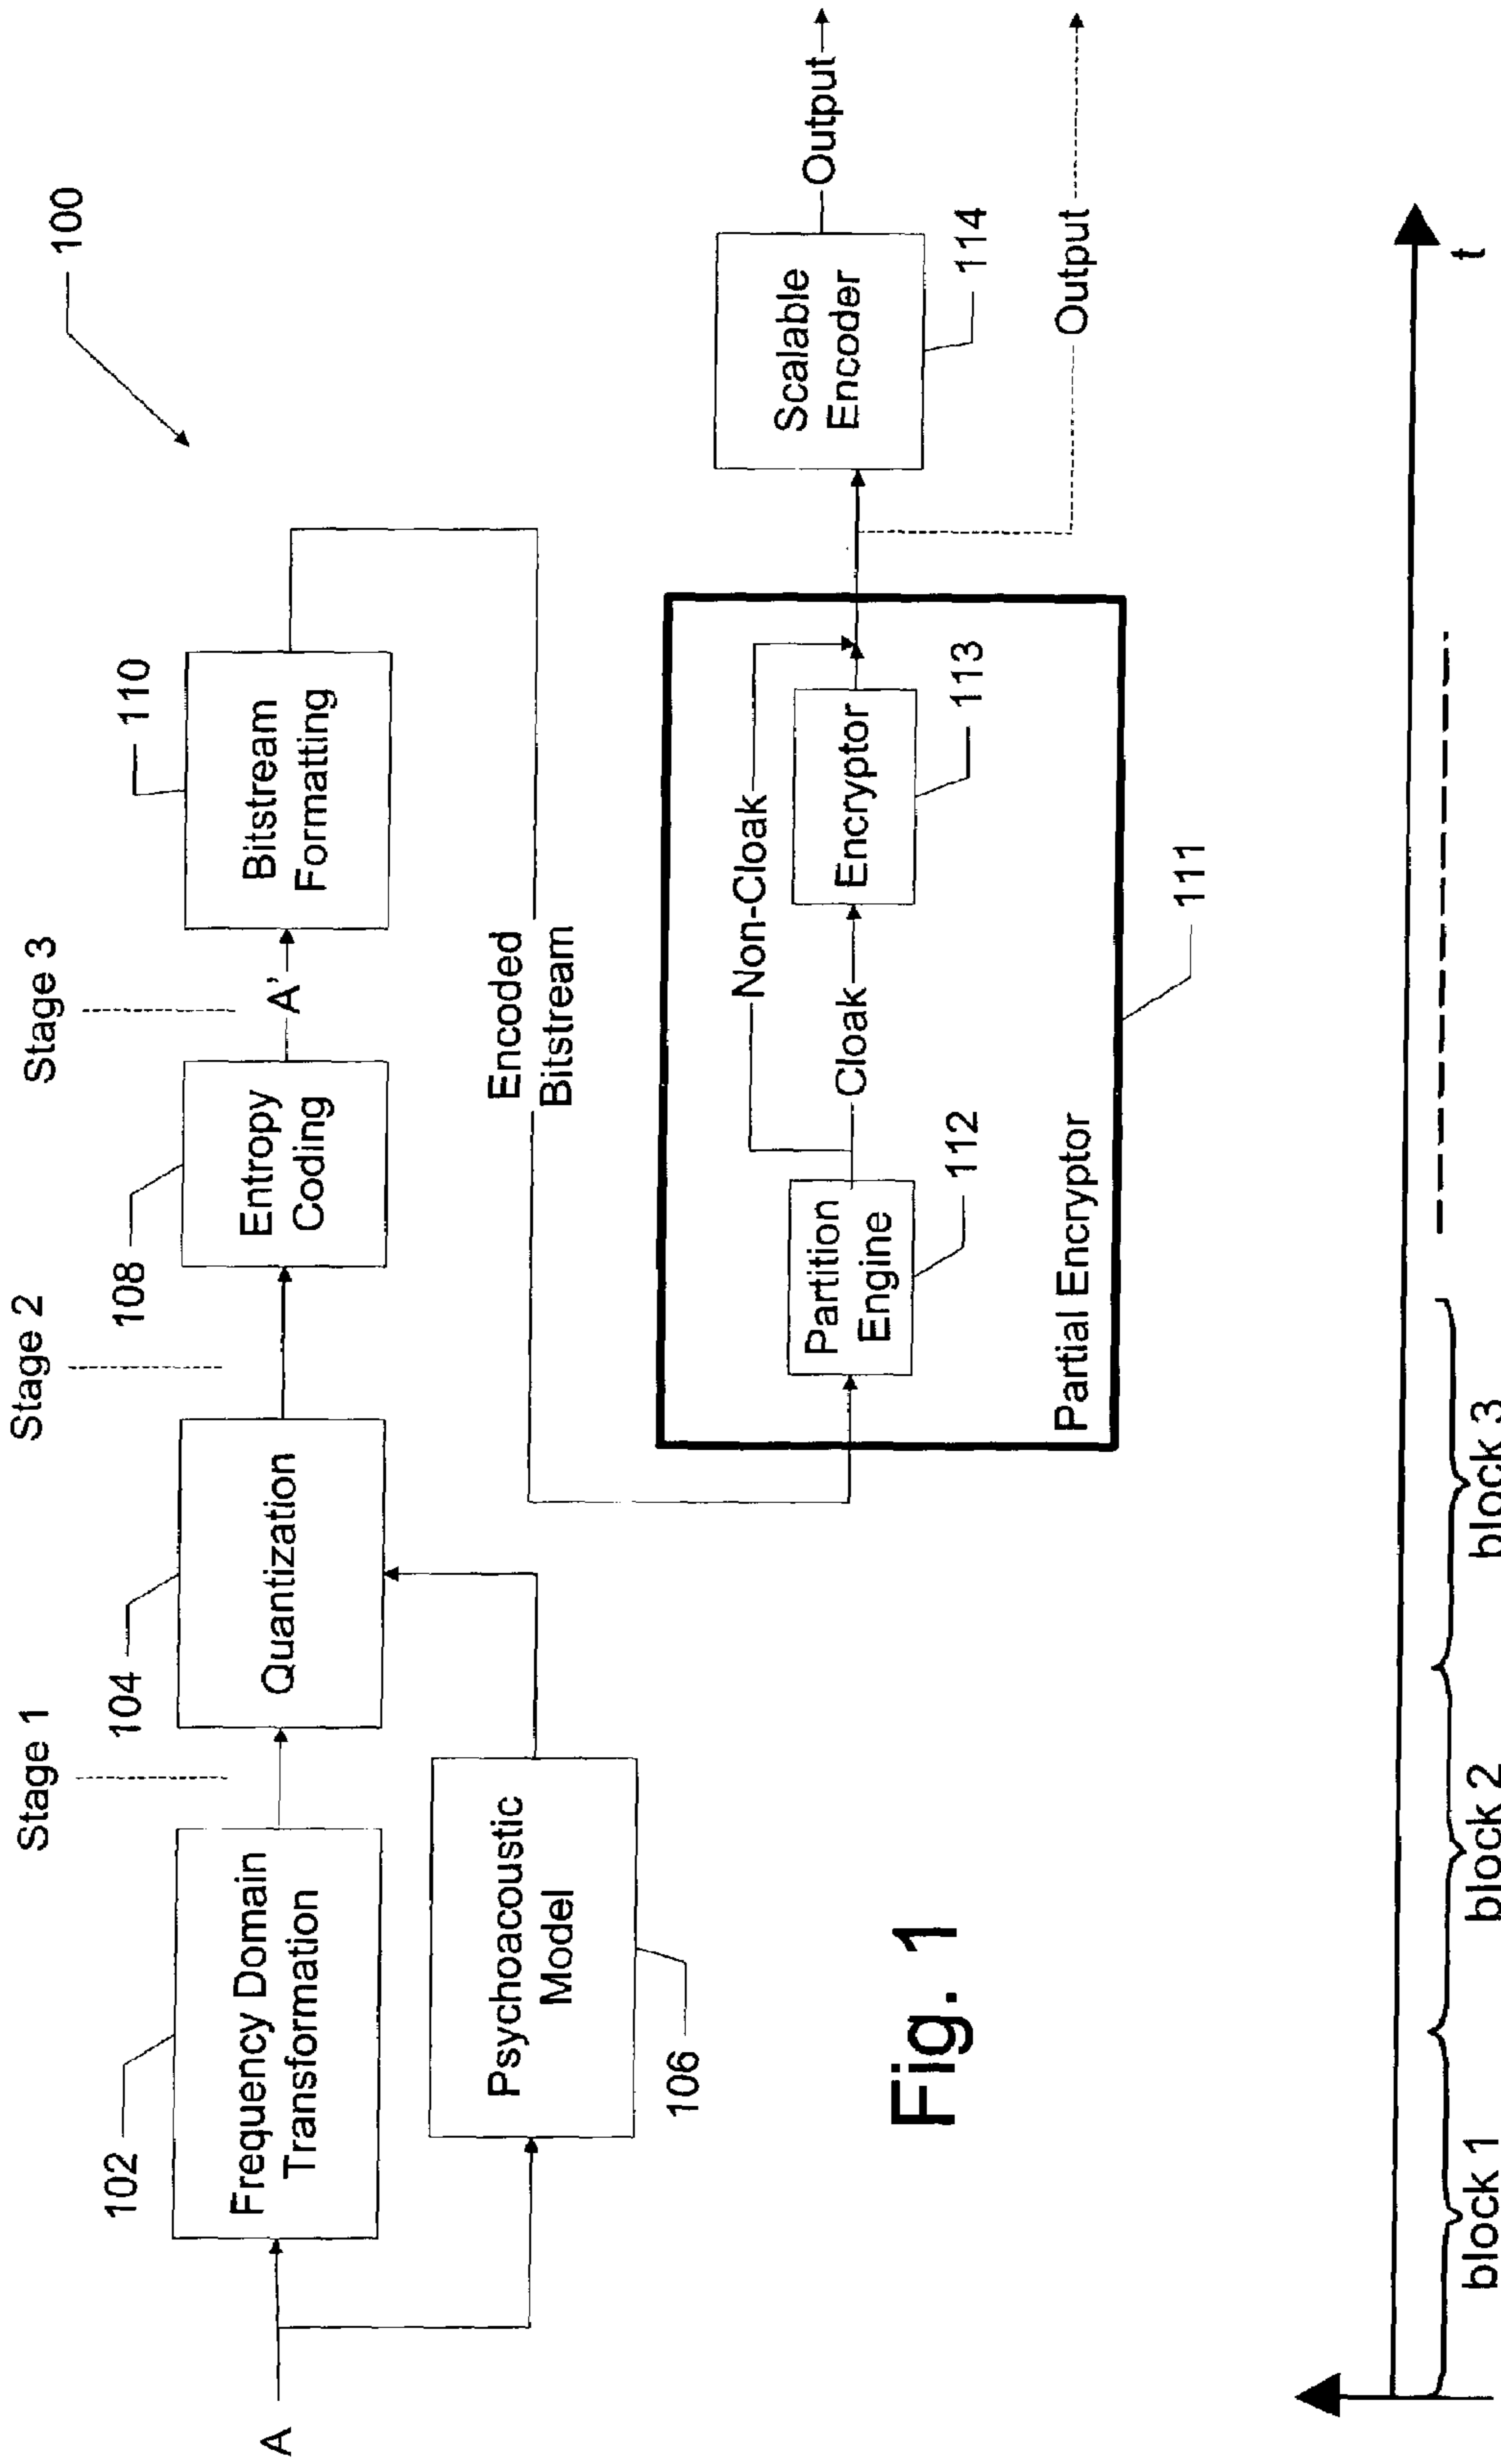 100
Stage 1
Stage 2
Stage 3
102
104
108
110
A
Frequency Domain
Transformation
Quantization
Entropy
Coding
A'
Bitstream
Formatting
Psychoacoustic
Model
106
Encoded
Bitstream
Non-Cloak
Partition
Engine
Cloak
Encryptor
112
113
Partial Encryptor
111
Scalable
Encoder
114
Output
Output
Fig. 1
t
block 1
block 2
block 3